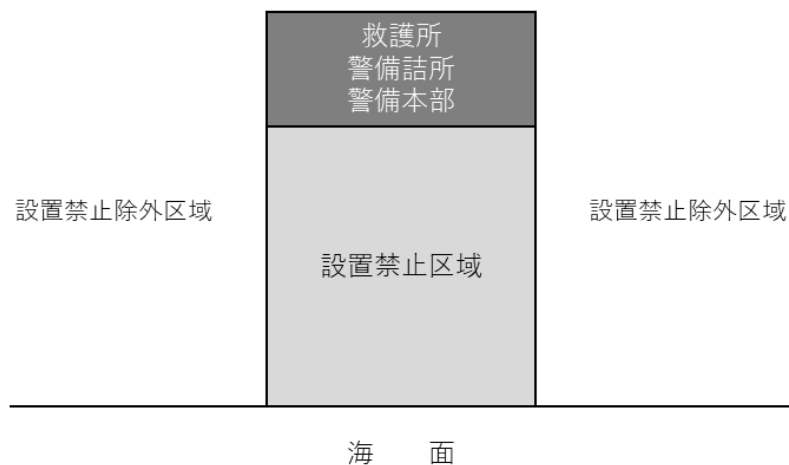 救護所
警備詰所
警備本部
設置禁止除外区域
設置禁止区域
設置禁止除外区域
海　　面